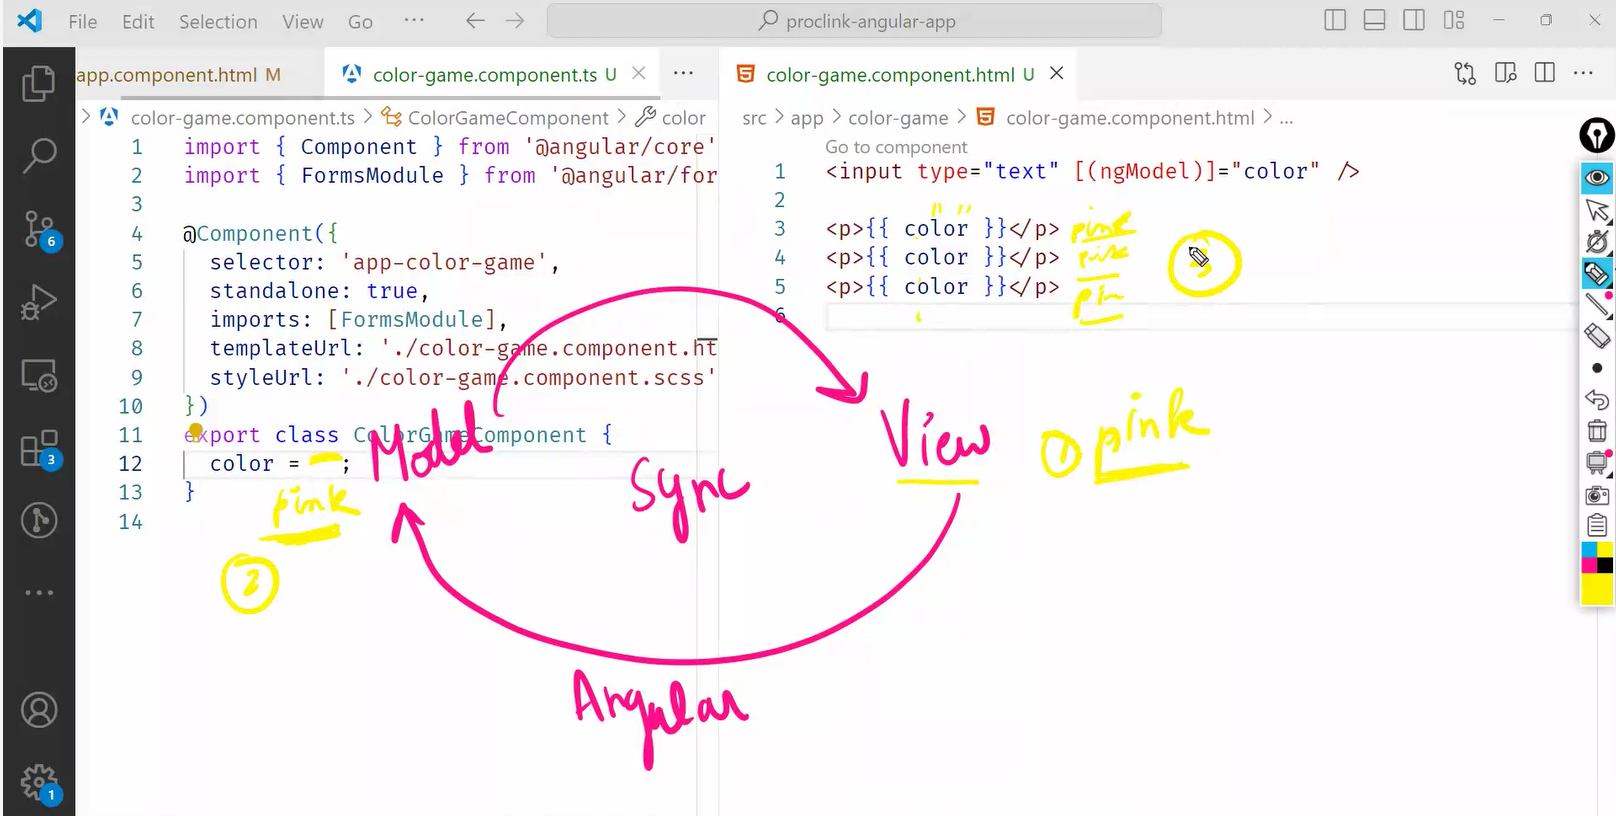 File Edit Selection View Go ··· proclink-angular-app
app.component.html M color-game.component.ts U ···
color-game.component.html U ···
color-game.component.ts ColorGameComponent color
src app color-game color-game.component.html ...
1 import { Component } from '@angular/core'
2 import { FormsModule } from '@angular/for
3
4 @Component({
5 selector: 'app-color-game',
6 standalone: true,
7 imports: [FormsModule],
8 templateUrl: './color-game.component.ht
9 styleUrl: './color-game.component.scss'
10 })
11 export class ColorGameComponent {
12 color = ;
13 }
14
Go to component
1 <input type="text" [(ngModel)]="color" />
2
3 <p>{{ color }}</p> pink
4 <p>{{ color }}</p> pink
5 <p>{{ color }}</p> pin
6
3
Model
View
1 pink
Sync
pink
2
Angular
6
3
1